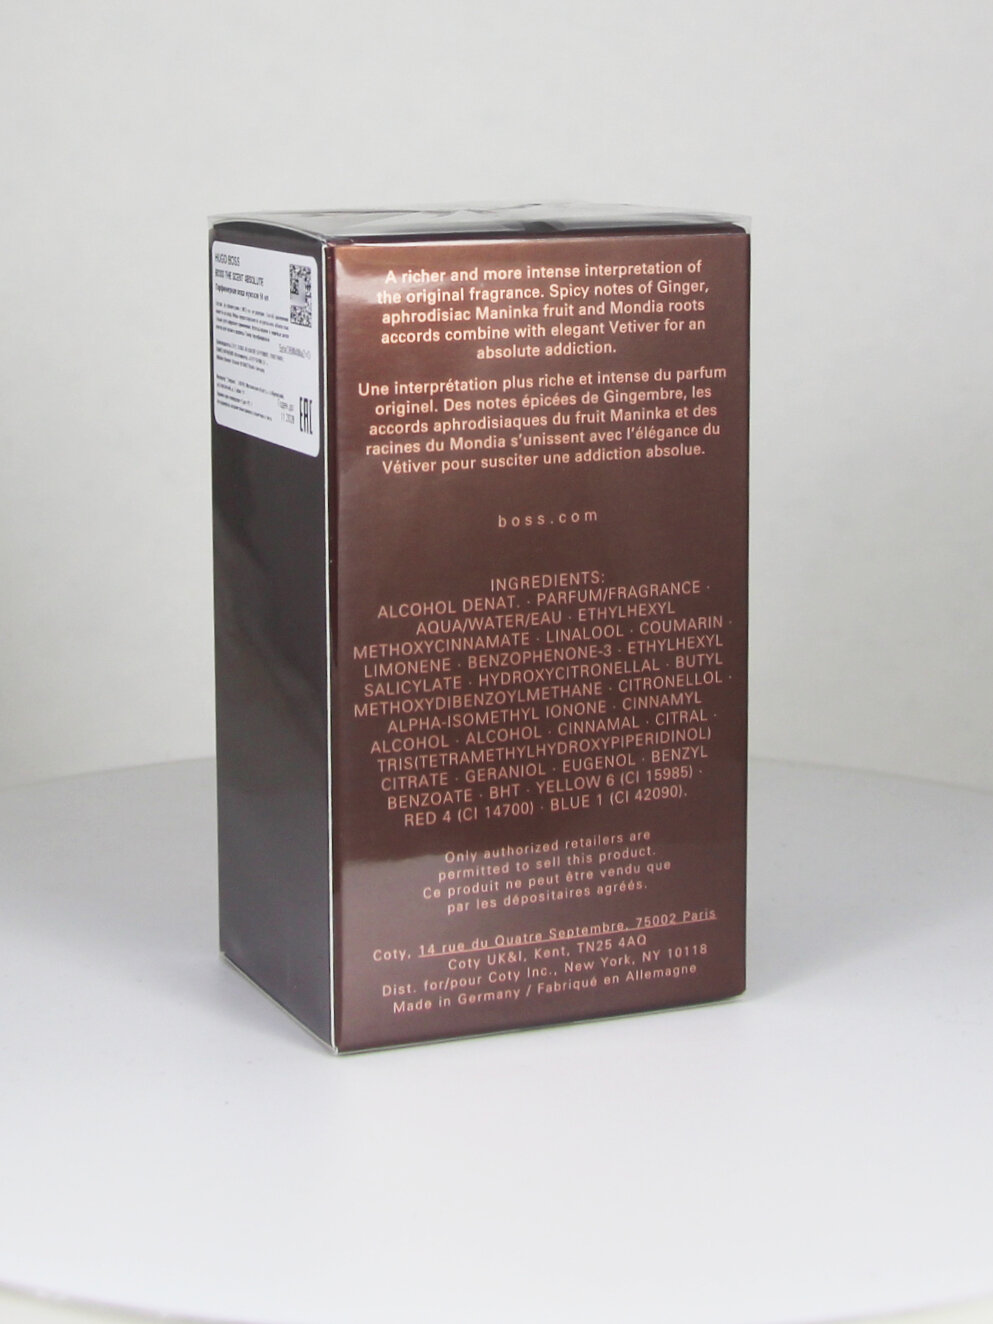 HUGO BOSS
BOSS THE SCENT ABSOLUTE
Парфюмерная вода мужская
EAC
A richer and more intense interpretation of
the original fragrance. Spicy notes of Ginger,
aphrodisiac Maninka fruit and Mondia roots
accords combine with elegant Vetiver for an
absolute addiction.
Une interprétation plus riche et intense du parfum
originel. Des notes épicées de Gingembre, les
accords aphrodisiaques du fruit Maninka et des
racines du Mondia s’unissent avec l’élégance du
Vétiver pour susciter une addiction absolue.
boss.com
INGREDIENTS:
ALCOHOL DENAT. · PARFUM/FRAGRANCE ·
AQUA/WATER/EAU · ETHYLHEXYL
METHOXYCINNAMATE · LINALOOL · COUMARIN ·
LIMONENE · BENZOPHENONE-3 · ETHYLHEXYL
SALICYLATE · HYDROXYCITRONELLAL · BUTYL
METHOXYDIBENZOYLMETHANE · CITRONELLOL ·
ALPHA-ISOMETHYL IONONE · CINNAMYL
ALCOHOL · ALCOHOL · CINNAMAL · CITRAL ·
TRIS(TETRAMETHYLHYDROXYPIPERIDINOL)
CITRATE · GERANIOL · EUGENOL · BENZYL
BENZOATE · BHT · YELLOW 6 (CI 15985) ·
RED 4 (CI 14700) · BLUE 1 (CI 42090).
Only authorized retailers are
permitted to sell this product.
Ce produit ne peut être vendu que
par les dépositaires agréés.
Coty, 14 rue du Quatre Septembre, 75002 Paris
Coty UK&I, Kent, TN25 4AQ
Dist. for/pour Coty Inc., New York, NY 10118
Made in Germany / Fabriqué en Allemagne